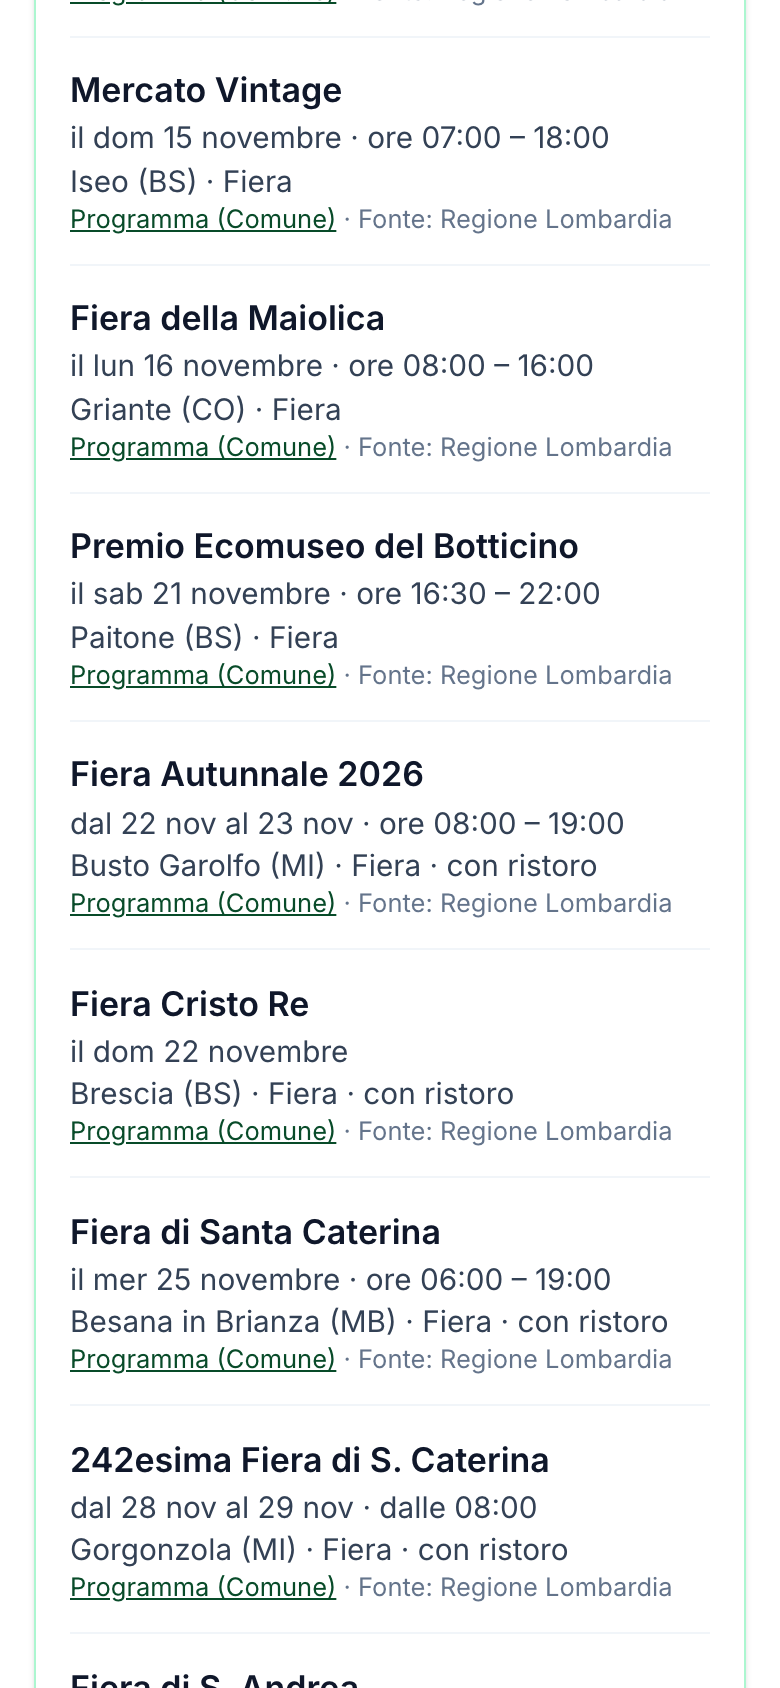 Mercato Vintage
il dom 15 novembre · ore 07:00 – 18:00
Iseo (BS) · Fiera
Programma (Comune) · Fonte: Regione Lombardia
Fiera della Maiolica
il lun 16 novembre · ore 08:00 – 16:00
Griante (CO) · Fiera
Programma (Comune) · Fonte: Regione Lombardia
Premio Ecomuseo del Botticino
il sab 21 novembre · ore 16:30 – 22:00
Paitone (BS) · Fiera
Programma (Comune) · Fonte: Regione Lombardia
Fiera Autunnale 2026
dal 22 nov al 23 nov · ore 08:00 – 19:00
Busto Garolfo (MI) · Fiera · con ristoro
Programma (Comune) · Fonte: Regione Lombardia
Fiera Cristo Re
il dom 22 novembre
Brescia (BS) · Fiera · con ristoro
Programma (Comune) · Fonte: Regione Lombardia
Fiera di Santa Caterina
il mer 25 novembre · ore 06:00 – 19:00
Besana in Brianza (MB) · Fiera · con ristoro
Programma (Comune) · Fonte: Regione Lombardia
242esima Fiera di S. Caterina
dal 28 nov al 29 nov · dalle 08:00
Gorgonzola (MI) · Fiera · con ristoro
Programma (Comune) · Fonte: Regione Lombardia
Fiera di S. Andrea